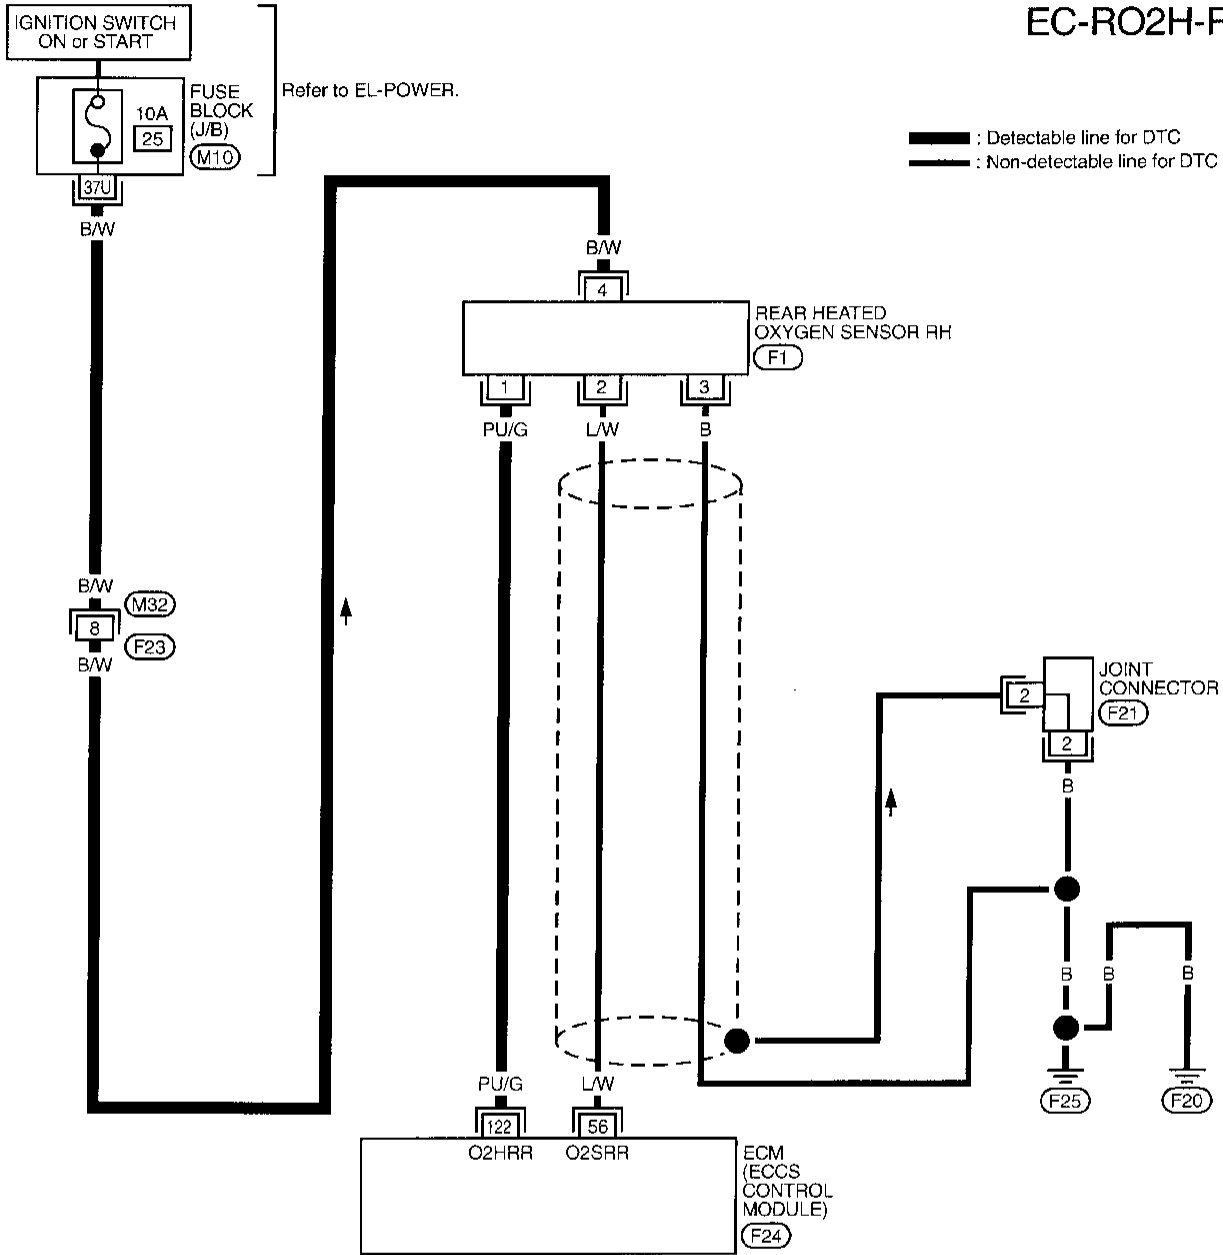 EC-RO2H-F
IGNITION SWITCH
ON or START
FUSE
BLOCK
(J/B)
M10
10A
25
37U
Refer to EL-POWER.
: Detectable line for DTC
: Non-detectable line for DTC
B/W
B/W
4
REAR HEATED
OXYGEN SENSOR RH
F1
1
2
3
PU/G
L/W
B
B/W
M32
8
F23
B/W
JOINT
CONNECTOR
F21
2
2
B
B
B
B
F25
F20
PU/G
L/W
122
56
O2HRR
O2SRR
ECM
(ECCS
CONTROL
MODULE)
F24